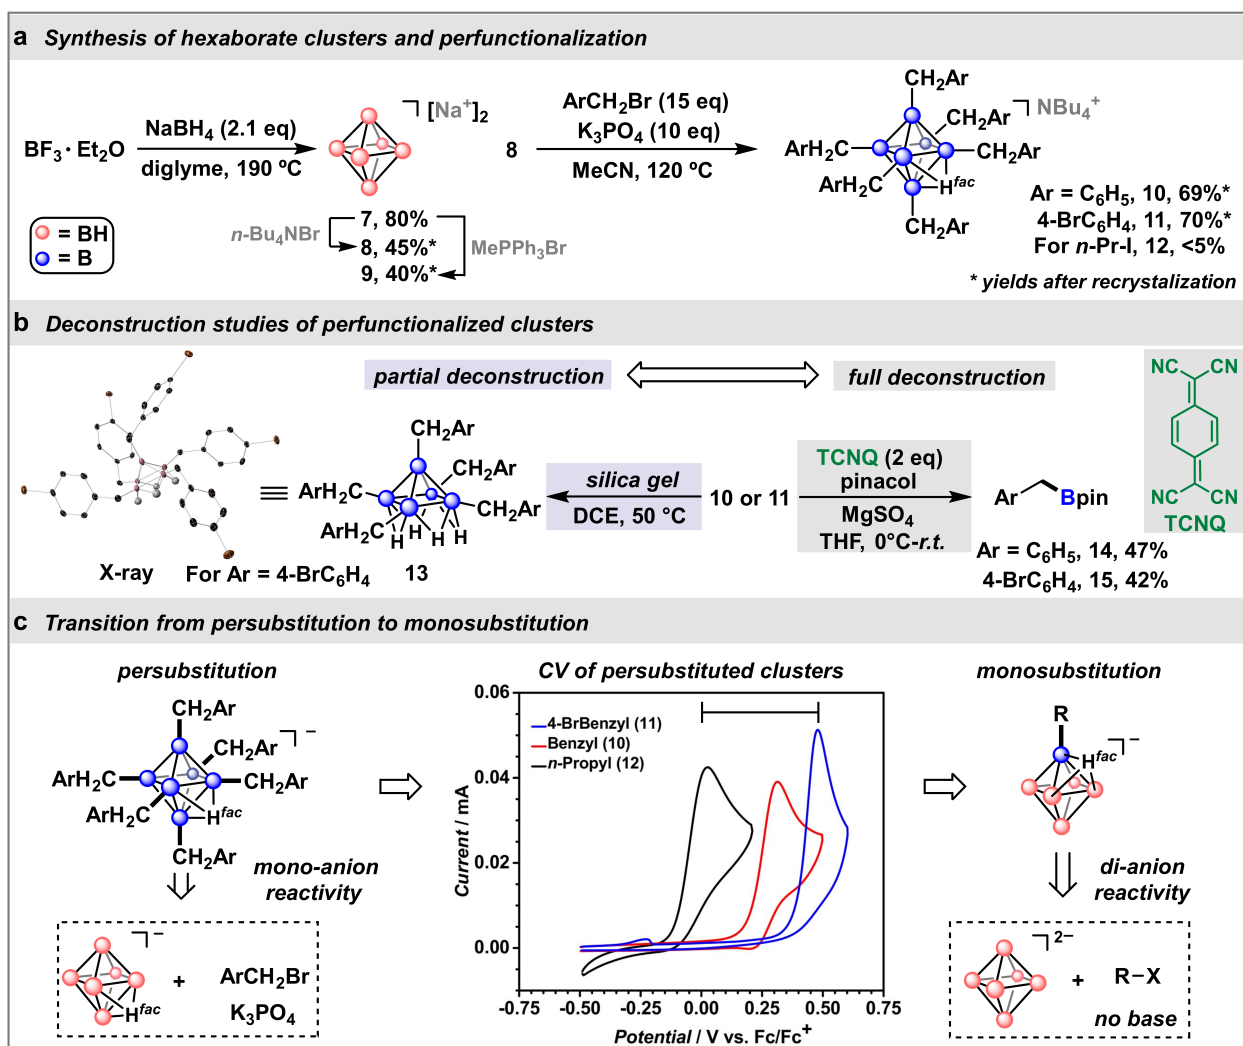 a Synthesis of hexaborate clusters and perfunctionalization
BF₃·Et₂O
NaBH₄ (2.1 eq)
diglyme, 190 ºC
[Na⁺]₂
7, 80%
n-Bu₄NBr
8, 45%*
MePPh₃Br
9, 40%*
= BH
= B
8
ArCH₂Br (15 eq)
K₃PO₄ (10 eq)
MeCN, 120 ºC
CH₂Ar
NBu₄⁺
CH₂Ar
ArH₂C
CH₂Ar
ArH₂C
H^fac
CH₂Ar
Ar = C₆H₅, 10, 69%*
4-BrC₆H₄, 11, 70%*
For n-Pr-I, 12, <5%
* yields after recrystalization
b Deconstruction studies of perfunctionalized clusters
partial deconstruction
full deconstruction
X-ray
For Ar = 4-BrC₆H₄
CH₂Ar
CH₂Ar
ArH₂C
CH₂Ar
ArH₂C
H H H H
13
silica gel
DCE, 50 °C
10 or 11
TCNQ (2 eq)
pinacol
MgSO₄
THF, 0°C-r.t.
Ar
Bpin
Ar = C₆H₅, 14, 47%
4-BrC₆H₄, 15, 42%
NC CN
NC CN
TCNQ
c Transition from persubstitution to monosubstitution
persubstitution
CH₂Ar
CH₂Ar
−
ArH₂C
CH₂Ar
ArH₂C
H^fac
CH₂Ar
mono-anion
reactivity
−
H^fac
+
ArCH₂Br
K₃PO₄
CV of persubstituted clusters
4-BrBenzyl (11)
Benzyl (10)
n-Propyl (12)
0.06
0.04
0.02
0.00
Current / mA
-0.75 -0.25 0.00 0.25 0.50 0.75
-0.50
Potential / V vs. Fc/Fc⁺
monosubstitution
R
−
H^fac
di-anion
reactivity
2−
+
R−X
no base